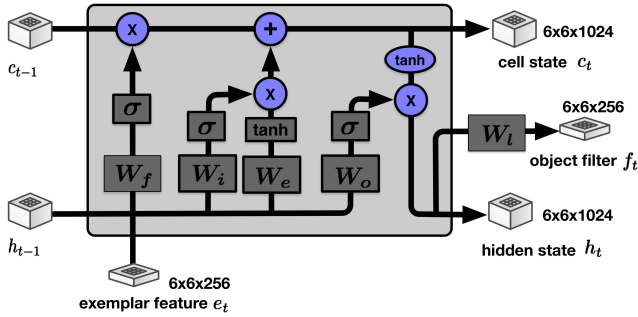 x
+
6x6x1024
c_{t-1}
tanh
cell state c_t
x
x
σ
σ
tanh
σ
6x6x256
W_l
W_f
W_i
W_e
W_o
object filter f_t
h_{t-1}
6x6x1024
hidden state h_t
6x6x256
exemplar feature e_t